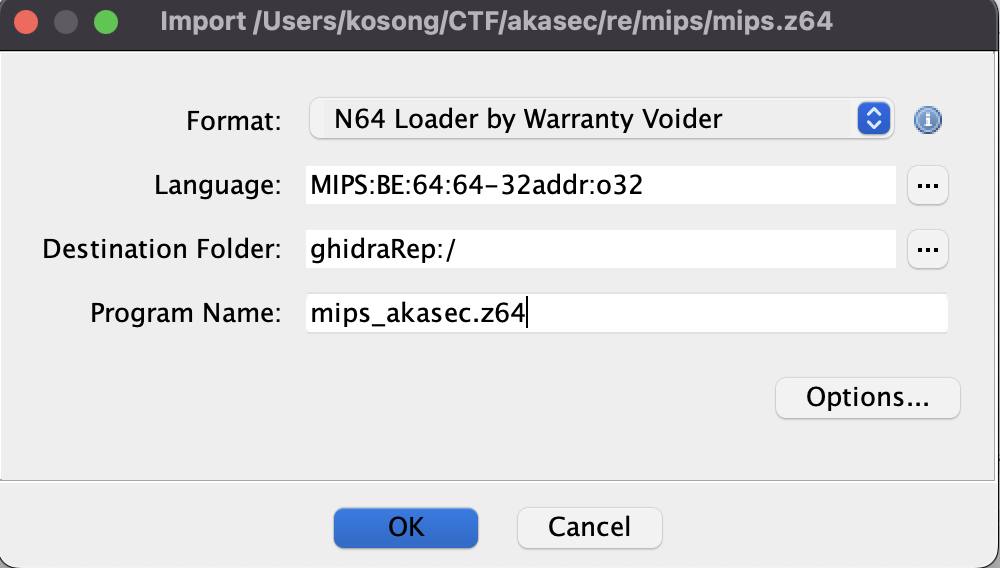 Import /Users/kosong/CTF/akasec/re/mips/mips.z64
Format: N64 Loader by Warranty Voider
Language: MIPS:BE:64:64-32addr:o32 ...
Destination Folder: ghidraRep:/ ...
Program Name: mips_akasec.z64
Options...
OK Cancel